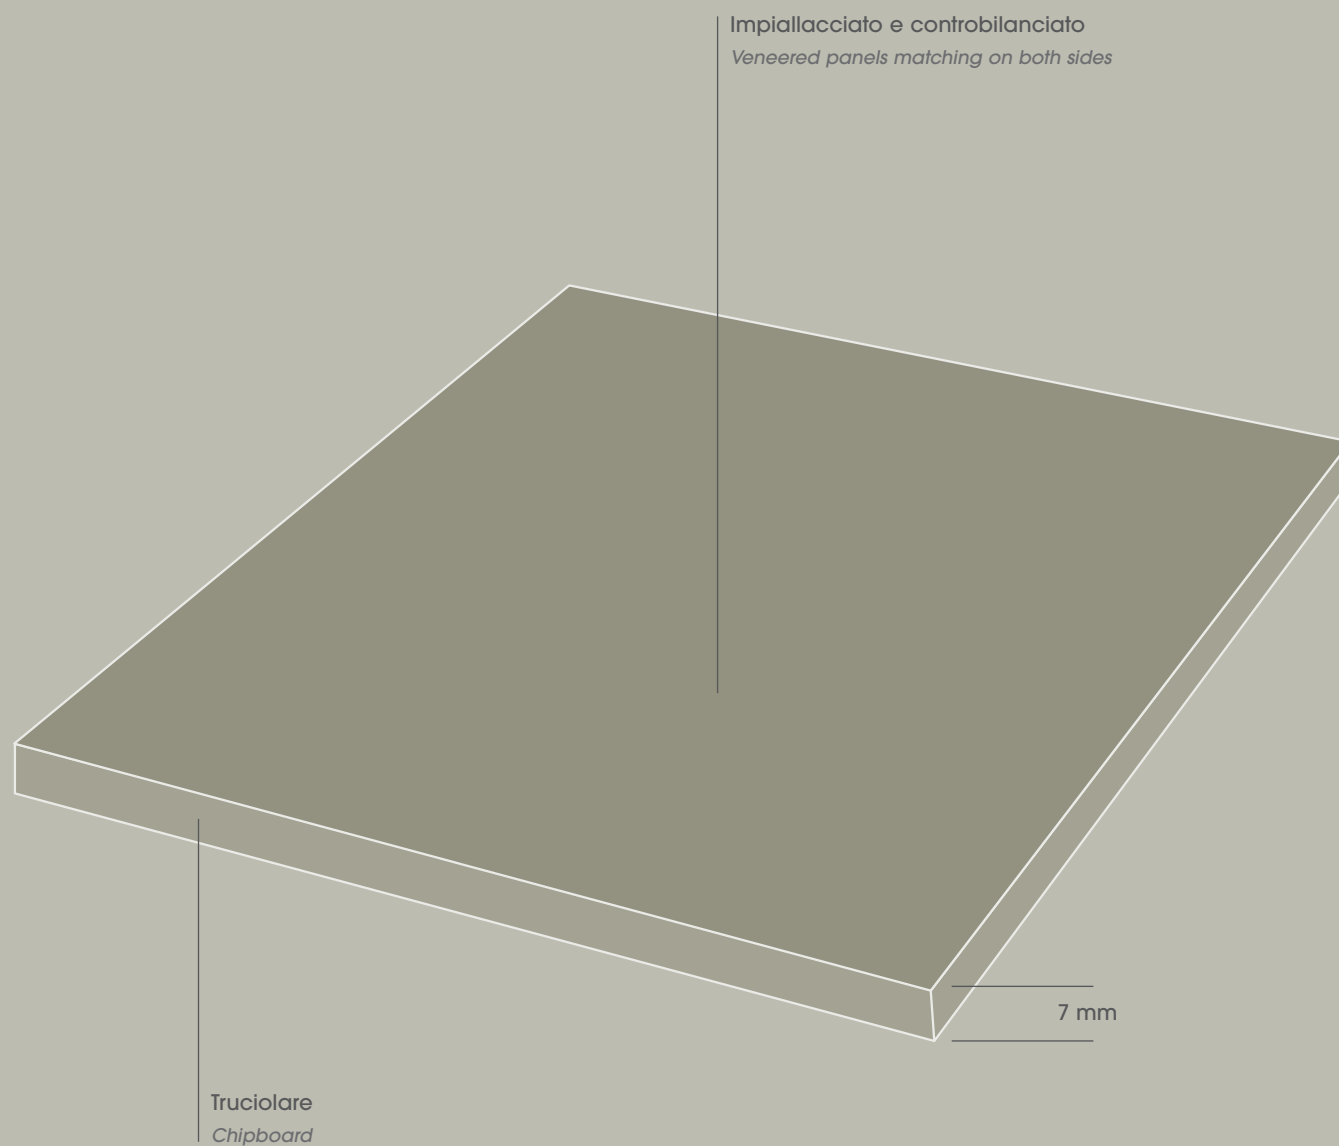 Impiallacciato e controbilanciato
Veneered panels matching on both sides
7 mm
Truciolare
Chipboard